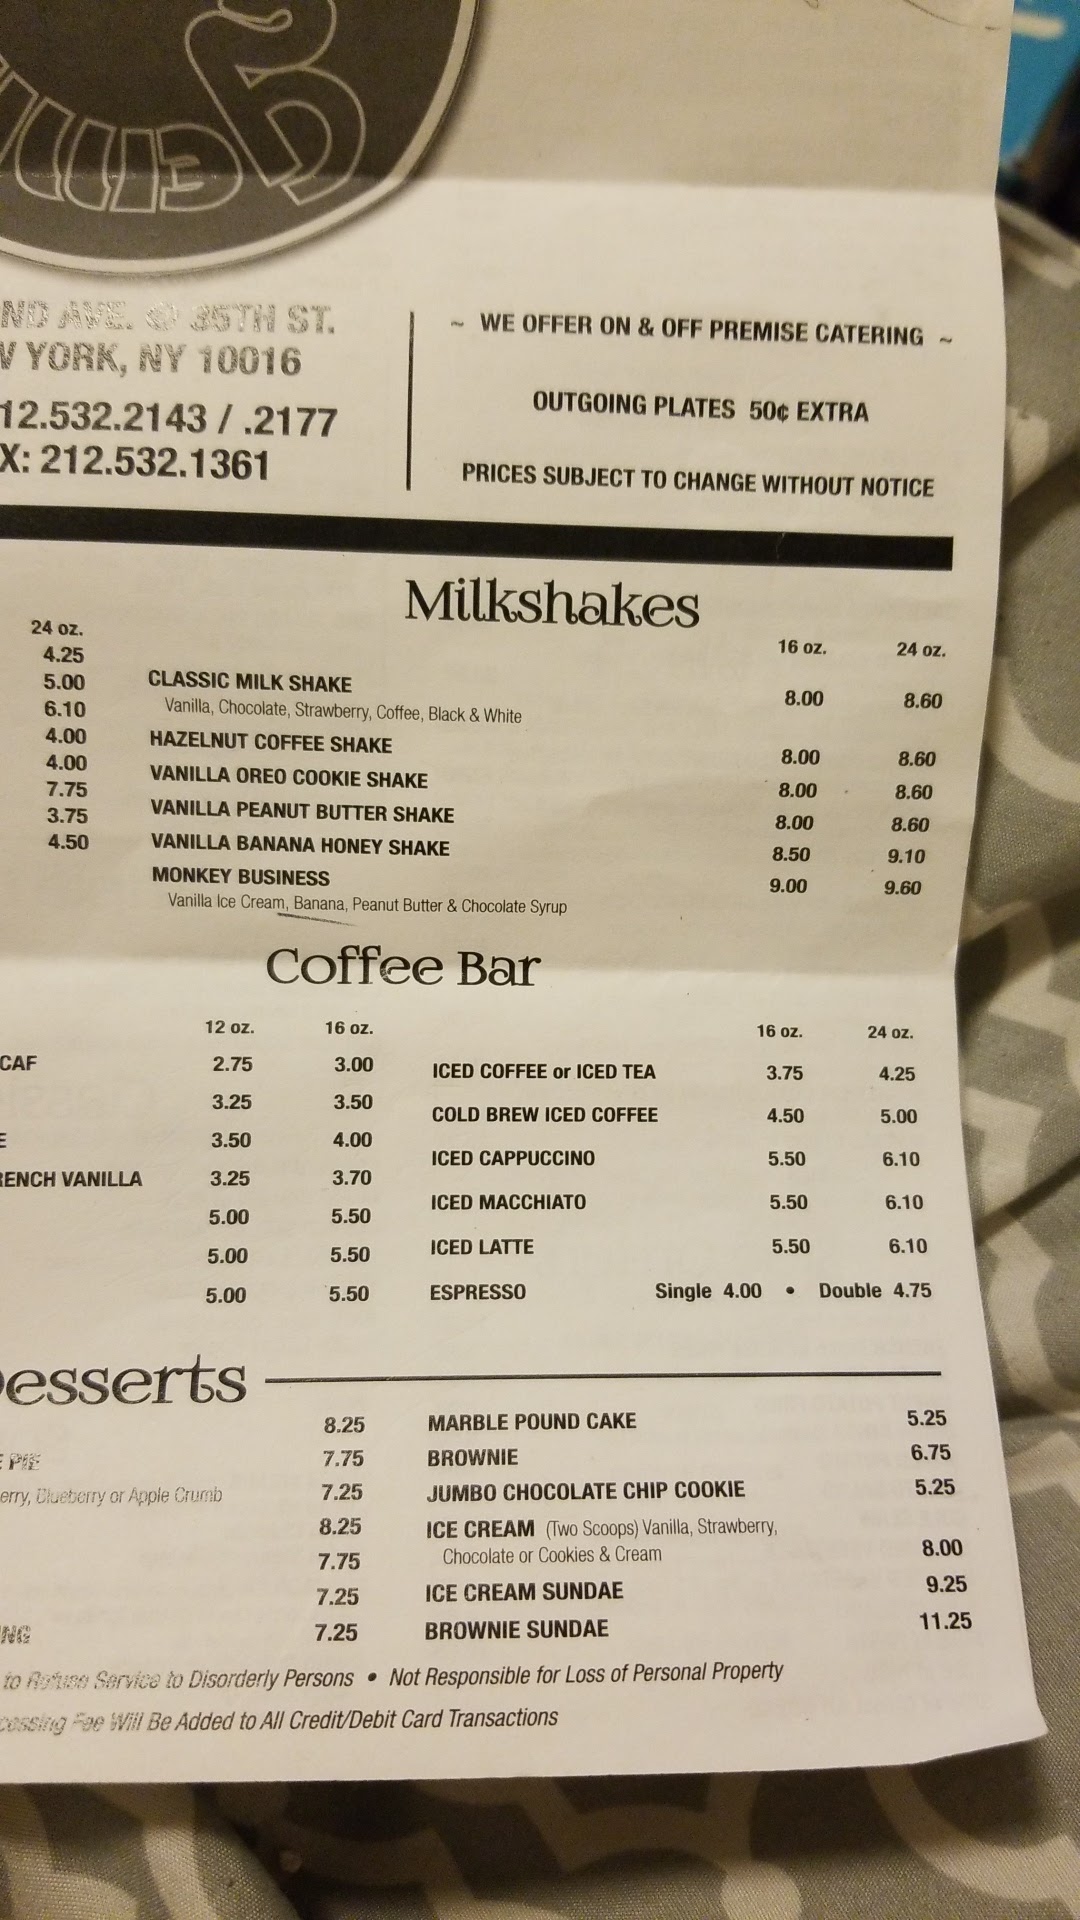 AVE. @ 35TH ST.
YORK, NY 10016
12.532.2143 / .2177
X: 212.532.1361
~ WE OFFER ON & OFF PREMISE CATERING ~
OUTGOING PLATES 50¢ EXTRA
PRICES SUBJECT TO CHANGE WITHOUT NOTICE
24 oz.
4.25
5.00
6.10
4.00
4.00
7.75
3.75
4.50
Milkshakes
16 oz. 24 oz.
CLASSIC MILK SHAKE 8.00 8.60
Vanilla, Chocolate, Strawberry, Coffee, Black & White
HAZELNUT COFFEE SHAKE 8.00 8.60
VANILLA OREO COOKIE SHAKE 8.00 8.60
VANILLA PEANUT BUTTER SHAKE 8.00 8.60
VANILLA BANANA HONEY SHAKE 8.50 9.10
MONKEY BUSINESS 9.00 9.60
Vanilla Ice Cream, Banana, Peanut Butter & Chocolate Syrup
Coffee Bar
12 oz. 16 oz.
CAF 2.75 3.00
3.25 3.50
E 3.50 4.00
RENCH VANILLA 3.25 3.70
5.00 5.50
5.00 5.50
5.00 5.50
16 oz. 24 oz.
ICED COFFEE or ICED TEA 3.75 4.25
COLD BREW ICED COFFEE 4.50 5.00
ICED CAPPUCCINO 5.50 6.10
ICED MACCHIATO 5.50 6.10
ICED LATTE 5.50 6.10
ESPRESSO Single 4.00 • Double 4.75
esserts
8.25
E PIE 7.75
erry, Blueberry or Apple Crumb 7.25
8.25
7.75
7.25
NG 7.25
MARBLE POUND CAKE 5.25
BROWNIE 6.75
JUMBO CHOCOLATE CHIP COOKIE 5.25
ICE CREAM (Two Scoops) Vanilla, Strawberry,
Chocolate or Cookies & Cream 8.00
ICE CREAM SUNDAE 9.25
BROWNIE SUNDAE 11.25
to Refuse Service to Disorderly Persons • Not Responsible for Loss of Personal Property
cessing Fee Will Be Added to All Credit/Debit Card Transactions